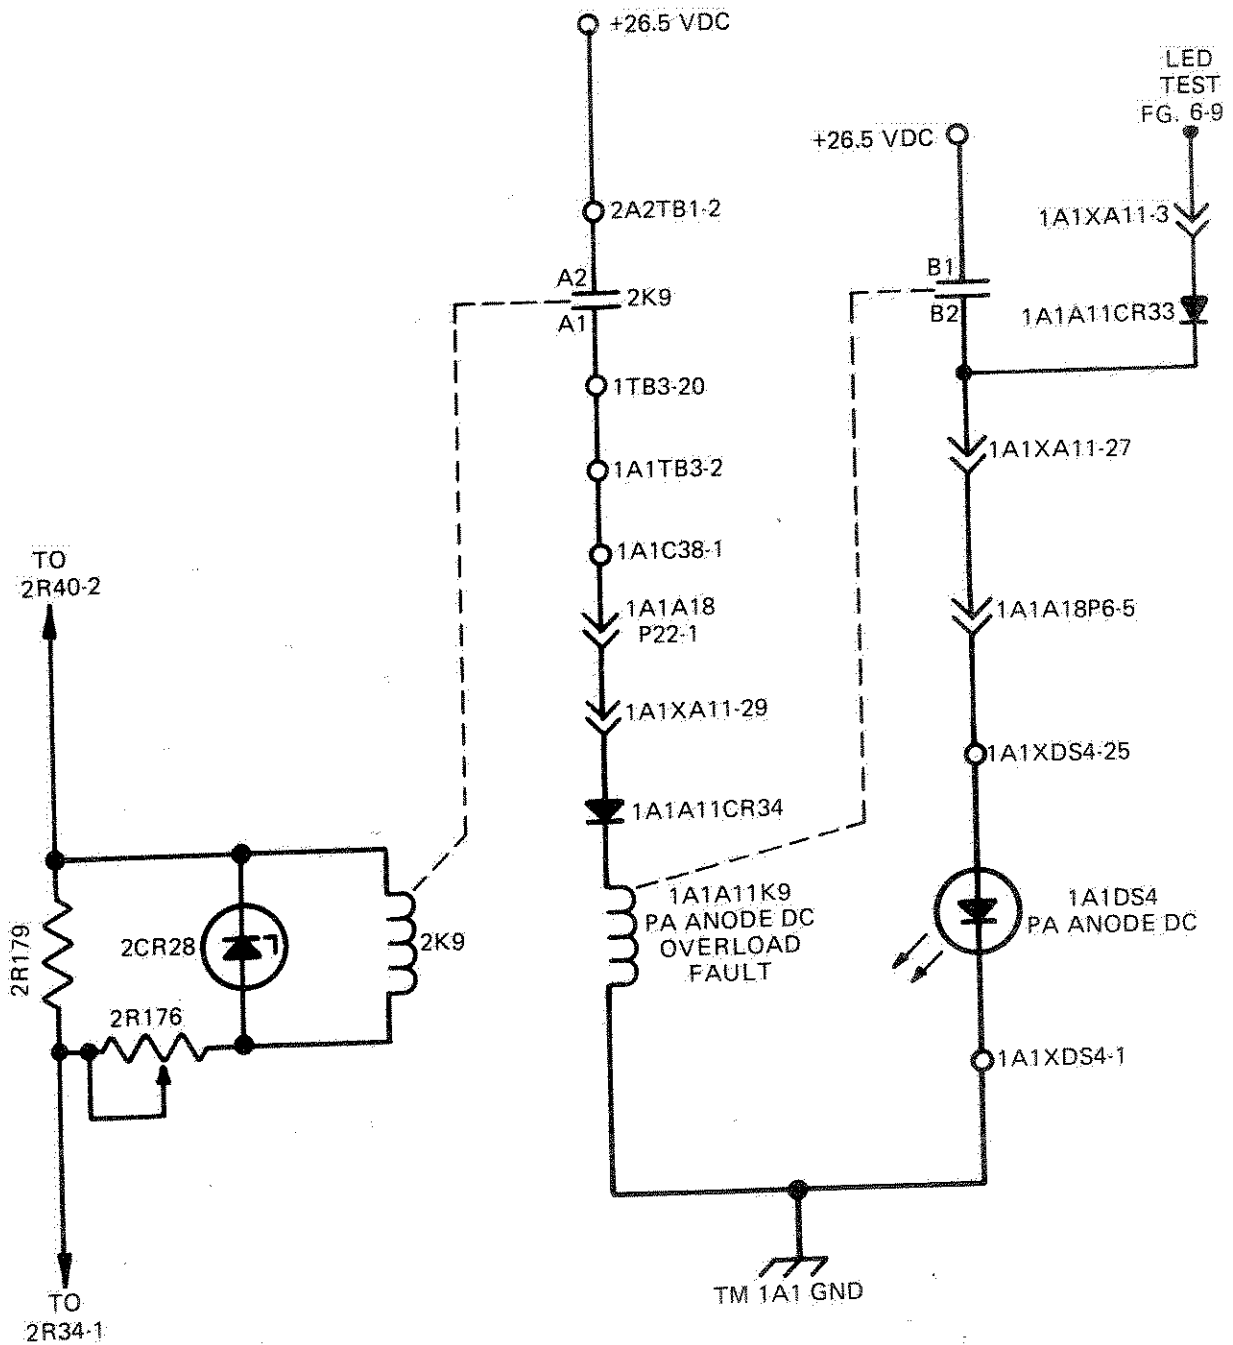 +26.5 VDC
LED
TEST
FG. 6-9
+26.5 VDC
2A2TB1-2
1A1XA11-3
A2
2K9
A1
B1
B2
1A1A11CR33
1TB3-20
1A1XA11-27
1A1TB3-2
1A1C38-1
TO
2R40-2
1A1A18
P22-1
1A1A18P6-5
1A1XA11-29
1A1XDS4-25
1A1A11CR34
1A1A11K9
PA ANODE DC
OVERLOAD
FAULT
1A1DS4
PA ANODE DC
2R179
2CR28
2K9
2R176
1A1XDS4-1
TO
2R34-1
TM 1A1 GND